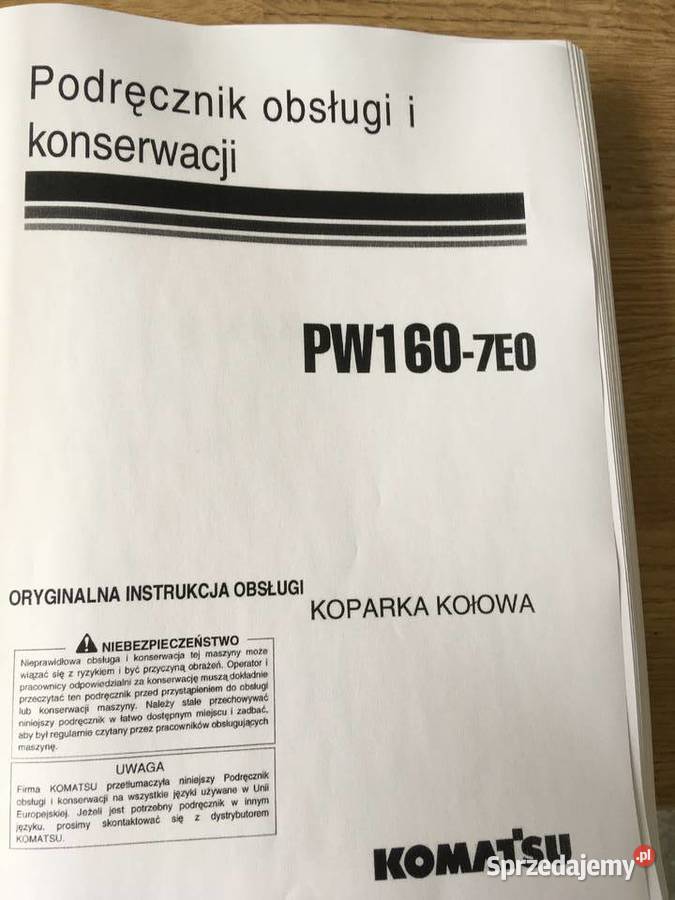 Podręcznik obsługi i
konserwacji
PW160-7E0
ORYGINALNA INSTRUKCJA OBSŁUGI
KOPARKA KOłOWA
NIEBEZPIECZEŃSTWO
Nieprawidłowa obsługa i konserwacja tej maszyny może
wiązać się z ryzykiem i być przyczyną obrażeń. Operator i
pracownicy odpowiedzialni za konserwację muszą dokładnie
przeczytać ten podręcznik przed przystąpieniem do obsługi
lub konserwacji maszyny. Należy stale przechowywać
niniejszy podręcznik w łatwo dostępnym miejscu i zadbać,
aby był regularnie czytany przez pracowników obsługujących
maszynę.
UWAGA
Firma KOMATSU przetłumaczyła niniejszy Podręcznik
obsługi i konserwacji na wszystkie języki używane w Unii
Europejskiej. Jeżeli jest potrzebny podręcznik w innym
języku, prosimy skontaktować się z dystrybutorem
KOMATSU.
KOMATSU
Sprzedajemy.pl